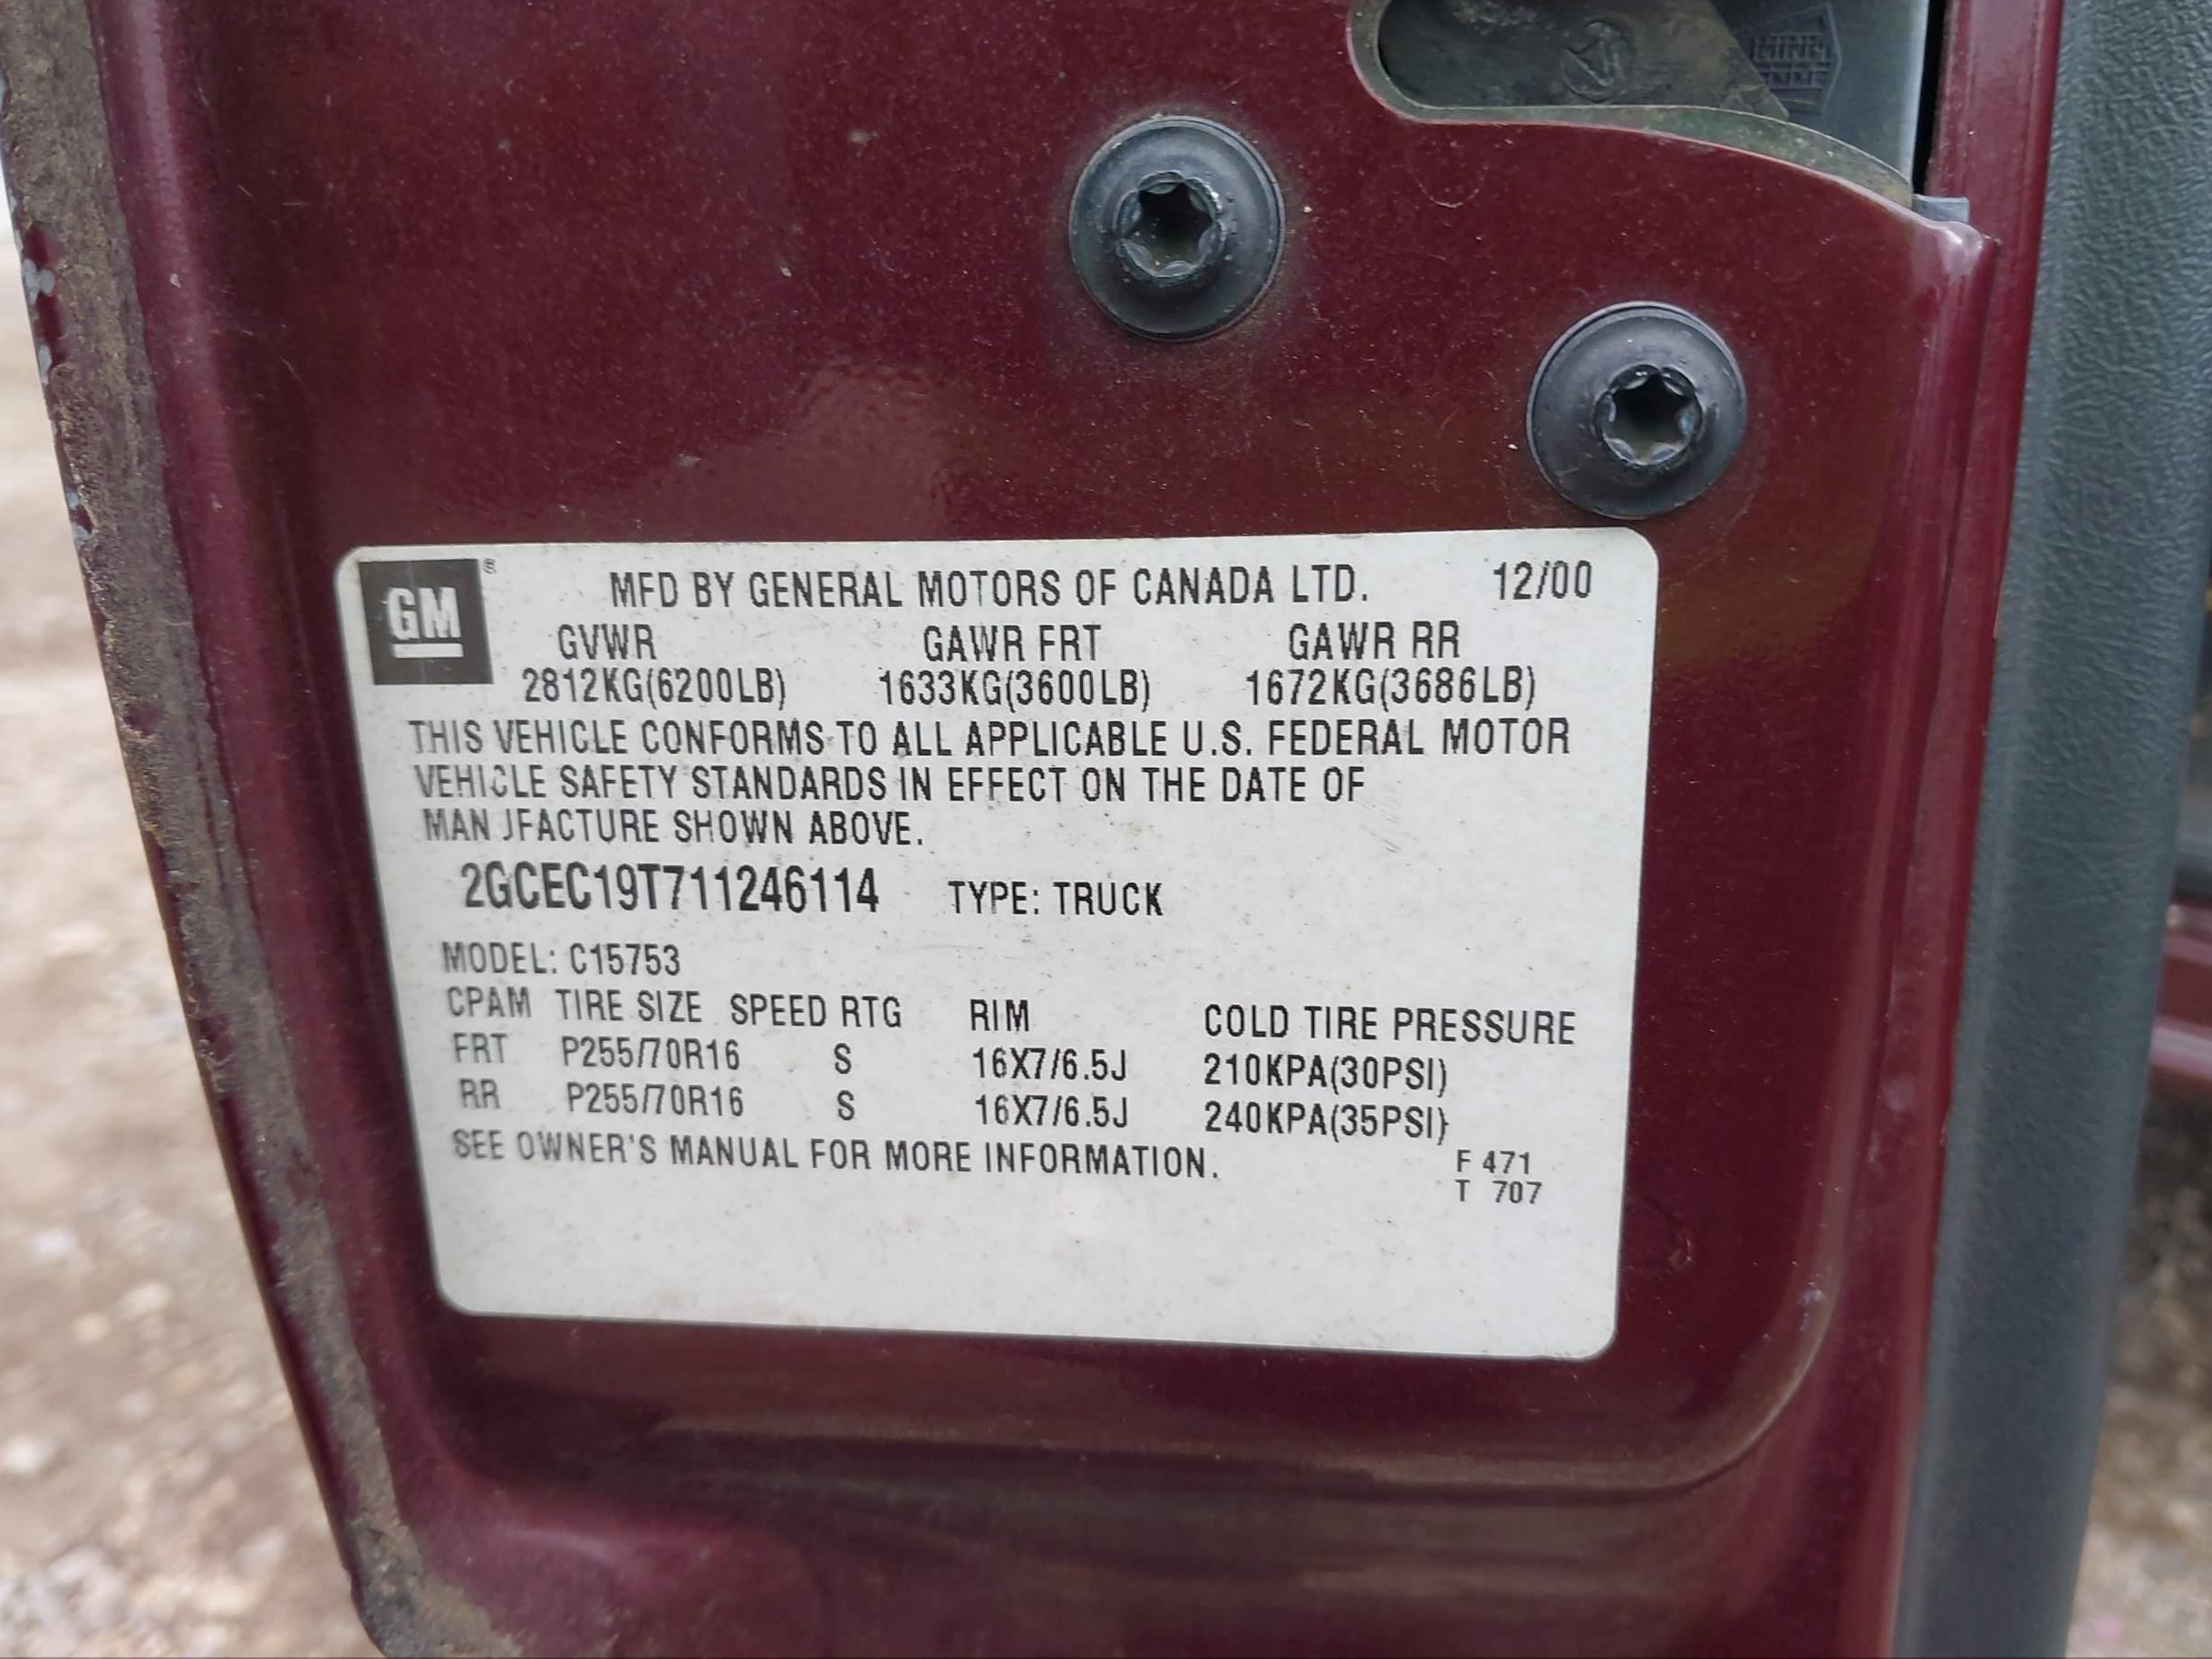 GM®
MFD BY GENERAL MOTORS OF CANADA LTD. 12/00
GVWR GAWR FRT GAWR RR
2812KG(6200LB) 1633KG(3600LB) 1672KG(3686LB)
THIS VEHICLE CONFORMS TO ALL APPLICABLE U.S. FEDERAL MOTOR
VEHICLE SAFETY STANDARDS IN EFFECT ON THE DATE OF
MANUFACTURE SHOWN ABOVE.
2GCEC19T711246114 TYPE: TRUCK
MODEL: C15753
CPAM TIRE SIZE SPEED RTG RIM COLD TIRE PRESSURE
FRT P255/70R16 S 16X7/6.5J 210KPA(30PSI)
RR P255/70R16 S 16X7/6.5J 240KPA(35PSI)
SEE OWNER'S MANUAL FOR MORE INFORMATION.
F 471
T 707